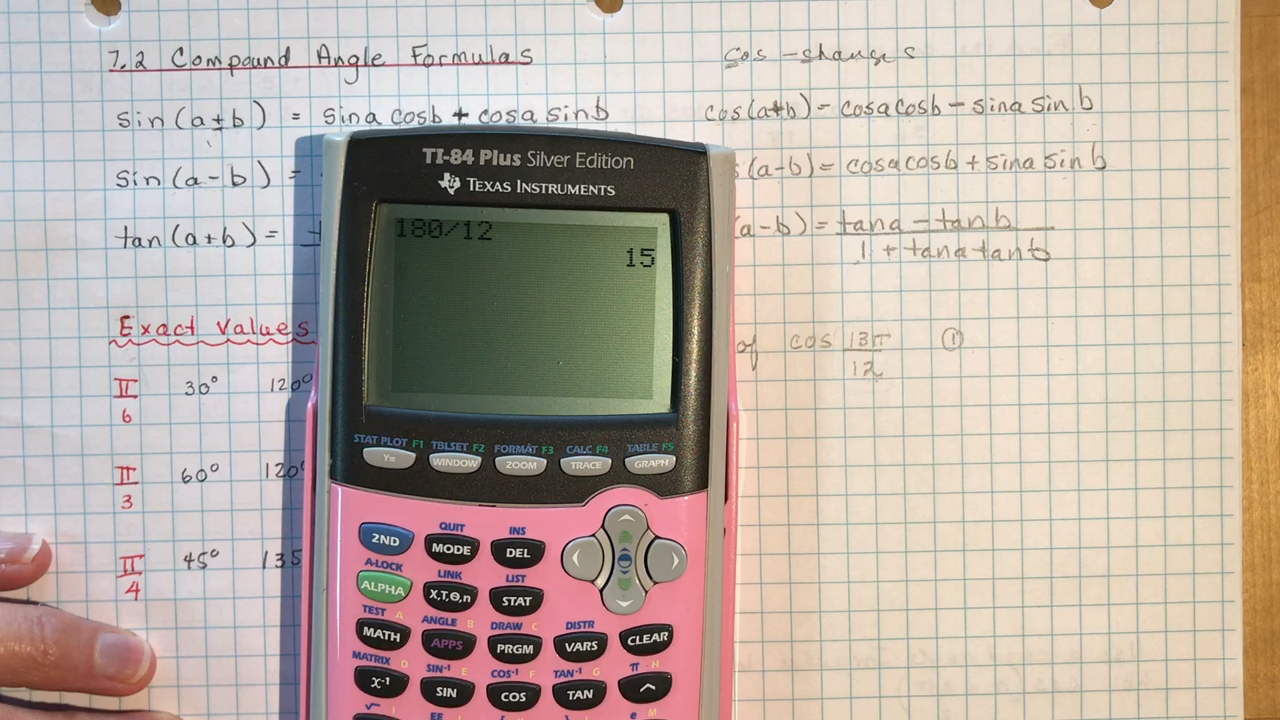 7.2 Compound Angle Formulas
cos - changes
sin(a+b) = sina cosb + cosa sinb
cos(a+b) = cosa cosb - sina sin b
sin(a-b) =
s(a-b) = cosa cosb + sina sin b
tan(a+b) =
(a-b) = tana - tanb
1 + tana tanb
Exact Values
of cos 13π
12
①
π
6
30° 120°
π
3
60° 120°
π
4
45° 135
TI-84 Plus Silver Edition
TEXAS INSTRUMENTS
180/12
15
STAT PLOT F1 TBLSET F2 FORMAT F3 CALC F4 TABLE F5
Y= WINDOW ZOOM TRACE GRAPH
QUIT INS
2ND MODE DEL
A-LOCK LINK LIST
ALPHA X,T,Θ,n STAT
TEST A ANGLE B DRAW C DISTR
MATH APPS PRGM VARS CLEAR
MATRIX D SIN-1 E COS-1 F TAN-1 G π H
x-1 SIN COS TAN ^
√ I EE e M